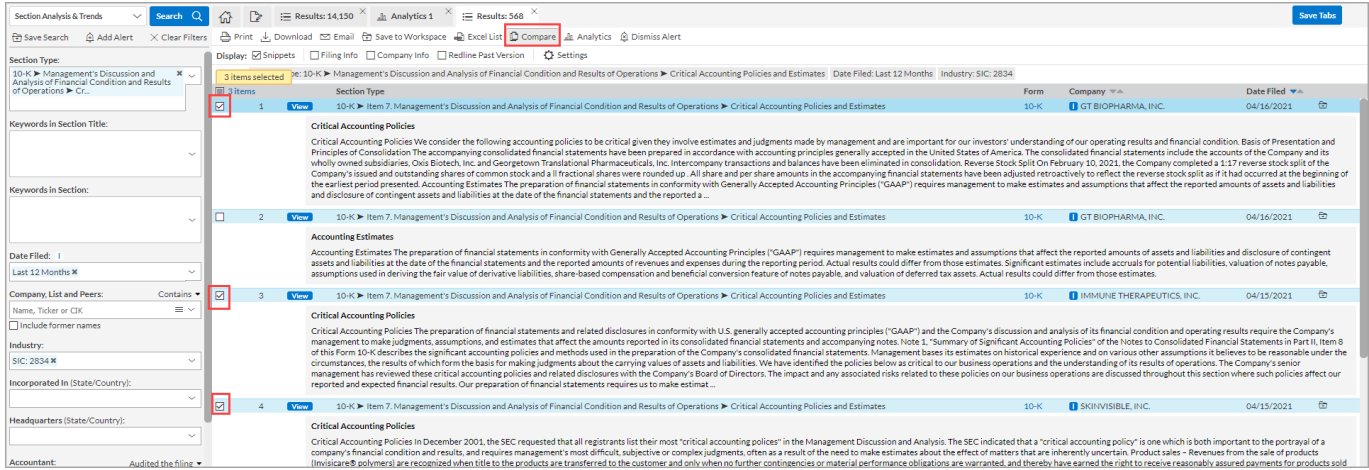 Section Analysis & Trends
Search
Results: 14,150
Analytics 1
Results: 568
Save Tabs
Save Search Add Alert Clear Filters
Print Download Email Save to Workspace Excel List Compare Analytics Dismiss Alert
Display: Snippets Filing Info Company Info Redline Past Version Settings
Section Type:
10-K ➤ Management's Discussion and
Analysis of Financial Condition and Results
of Operations ➤ Cr...
Keywords in Section Title:
Keywords in Section:
Date Filed:
Last 12 Months
Company, List and Peers: Contains
Name, Ticker or CIK
Include former names
Industry:
SIC: 2834
Incorporated In (State/Country):
Headquarters (State/Country):
Accountant: Audited the filing
3 items selected
pe: 10-K ➤ Management's Discussion and Analysis of Financial Condition and Results of Operations ➤ Critical Accounting Policies and Estimates Date Filed: Last 12 Months Industry: SIC: 2834
3 items Section Type Form Company Date Filed
1 View 10-K ➤ Item 7. Management's Discussion and Analysis of Financial Condition and Results of Operations ➤ Critical Accounting Policies and Estimates 10-K I GT BIOPHARMA, INC. 04/16/2021
Critical Accounting Policies
Critical Accounting Policies We consider the following accounting policies to be critical given they involve estimates and judgments made by management and are important for our investors' understanding of our operating results and financial condition. Basis of Presentation and
Principles of Consolidation The accompanying consolidated financial statements have been prepared in accordance with accounting principles generally accepted in the United States of America. The consolidated financial statements include the accounts of the Company and its
wholly owned subsidiaries, Oxis Biotech, Inc. and Georgetown Translational Pharmaceuticals, Inc. Intercompany transactions and balances have been eliminated in consolidation. Reverse Stock Split On February 10, 2021, the Company completed a 1:17 reverse stock split of the
Company's issued and outstanding shares of common stock and a ll fractional shares were rounded up . All share and per share amounts in the accompanying financial statements have been adjusted retroactively to reflect the reverse stock split as if it had occurred at the beginning of
the earliest period presented. Accounting Estimates The preparation of financial statements in conformity with Generally Accepted Accounting Principles ("GAAP") requires management to make estimates and assumptions that affect the reported amounts of assets and liabilities
and disclosure of contingent assets and liabilities at the date of the financial statements and the reported a ...
2 View 10-K ➤ Item 7. Management's Discussion and Analysis of Financial Condition and Results of Operations ➤ Critical Accounting Policies and Estimates 10-K I GT BIOPHARMA, INC. 04/16/2021
Accounting Estimates
Accounting Estimates The preparation of financial statements in conformity with Generally Accepted Accounting Principles ("GAAP") requires management to make estimates and assumptions that affect the reported amounts of assets and liabilities and disclosure of contingent
assets and liabilities at the date of the financial statements and the reported amounts of revenues and expenses during the reporting period. Actual results could differ from those estimates. Significant estimates include accruals for potential liabilities, valuation of notes payable,
assumptions used in deriving the fair value of derivative liabilities, share-based compensation and beneficial conversion feature of notes payable, and valuation of deferred tax assets. Actual results could differ from those estimates.
3 View 10-K ➤ Item 7. Management's Discussion and Analysis of Financial Condition and Results of Operations ➤ Critical Accounting Policies and Estimates 10-K I IMMUNE THERAPEUTICS, INC. 04/15/2021
Critical Accounting Policies
Critical Accounting Policies The preparation of financial statements and related disclosures in conformity with U.S. generally accepted accounting principles ("GAAP") and the Company's discussion and analysis of its financial condition and operating results require the Company's
management to make judgments, assumptions, and estimates that affect the amounts reported in its consolidated financial statements and accompanying notes. Note 1, "Summary of Significant Accounting Policies" of the Notes to Consolidated Financial Statements in Part II, Item 8
of this Form 10-K describes the significant accounting policies and methods used in the preparation of the Company's consolidated financial statements. Management bases its estimates on historical experience and on various other assumptions it believes to be reasonable under the
circumstances, the results of which form the basis for making judgments about the carrying values of assets and liabilities. We have identified the policies below as critical to our business operations and the understanding of its results of operations. The Company's senior
management has reviewed these critical accounting policies and related disclosures with the Company's Board of Directors. The impact and any associated risks related to these policies on our business operations are discussed throughout this section where such policies affect our
reported and expected financial results. Our preparation of financial statements requires us to make estimat ...
4 View 10-K ➤ Item 7. Management's Discussion and Analysis of Financial Condition and Results of Operations ➤ Critical Accounting Policies and Estimates 10-K I SKINVISIBLE, INC. 04/15/2021
Critical Accounting Policies
Critical Accounting Policies In December 2001, the SEC requested that all registrants list their most "critical accounting polices" in the Management Discussion and Analysis. The SEC indicated that a "critical accounting policy" is one which is both important to the portrayal of a
company's financial condition and results, and requires management's most difficult, subjective or complex judgments, often as a result of the need to make estimates about the effect of matters that are inherently uncertain. Product sales – Revenues from the sale of products
(Invisicare® polymers) are recognized when title to the products are transferred to the customer and only when no further contingencies or material performance obligations are warranted, and thereby have earned the right to receive reasonably assured payments for products sold